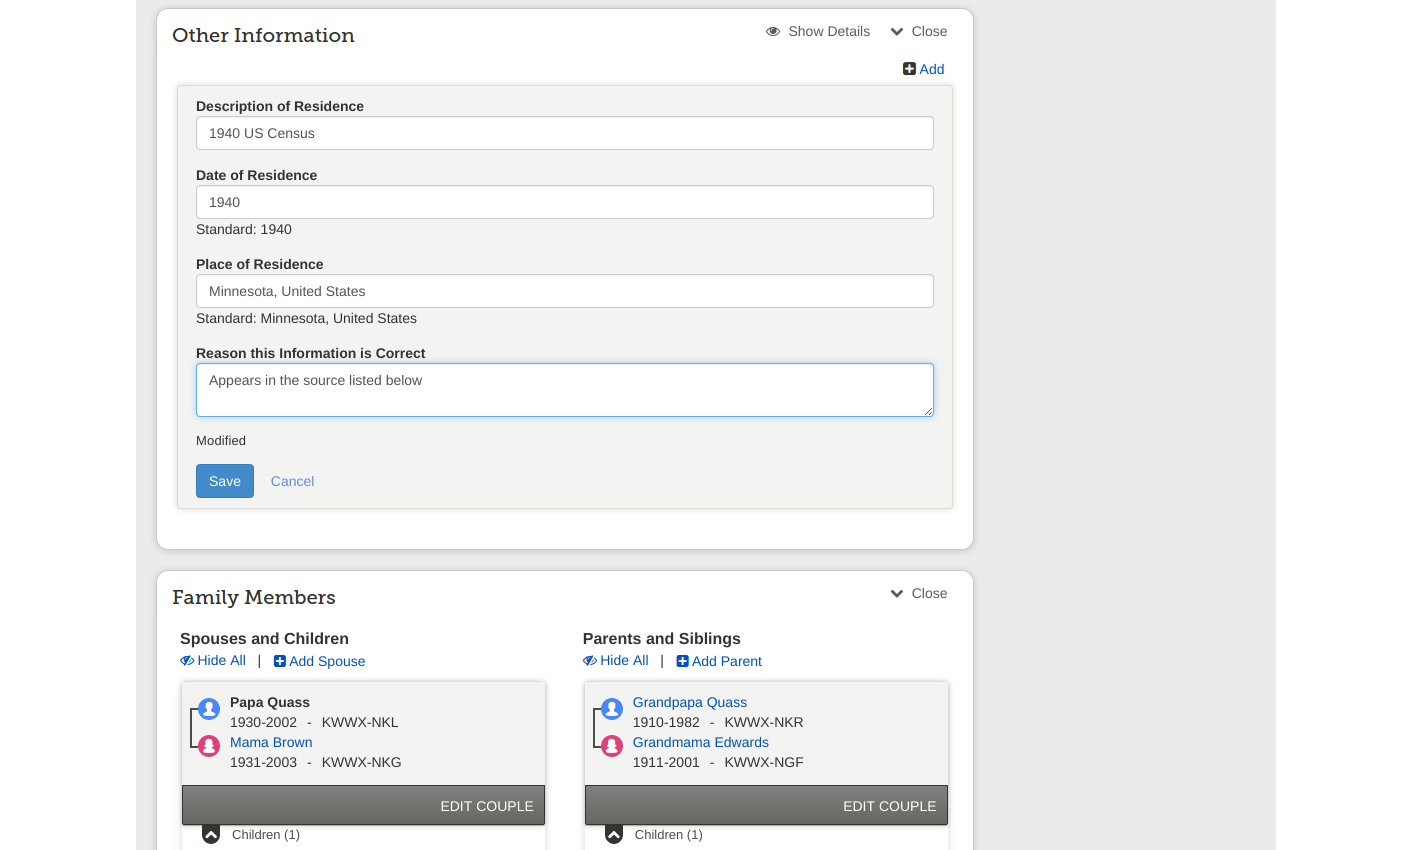 Other Information
Show Details
Close
Add
Description of Residence
1940 US Census
Date of Residence
1940
Standard: 1940
Place of Residence
Minnesota, United States
Standard: Minnesota, United States
Reason this Information is Correct
Appears in the source listed below
Modified
Save
Cancel
Family Members
Close
Spouses and Children
Hide All | Add Spouse
Papa Quass
1930-2002 - KWWX-NKL
Mama Brown
1931-2003 - KWWX-NKG
EDIT COUPLE
Children (1)
Parents and Siblings
Hide All | Add Parent
Grandpapa Quass
1910-1982 - KWWX-NKR
Grandmama Edwards
1911-2001 - KWWX-NGF
EDIT COUPLE
Children (1)